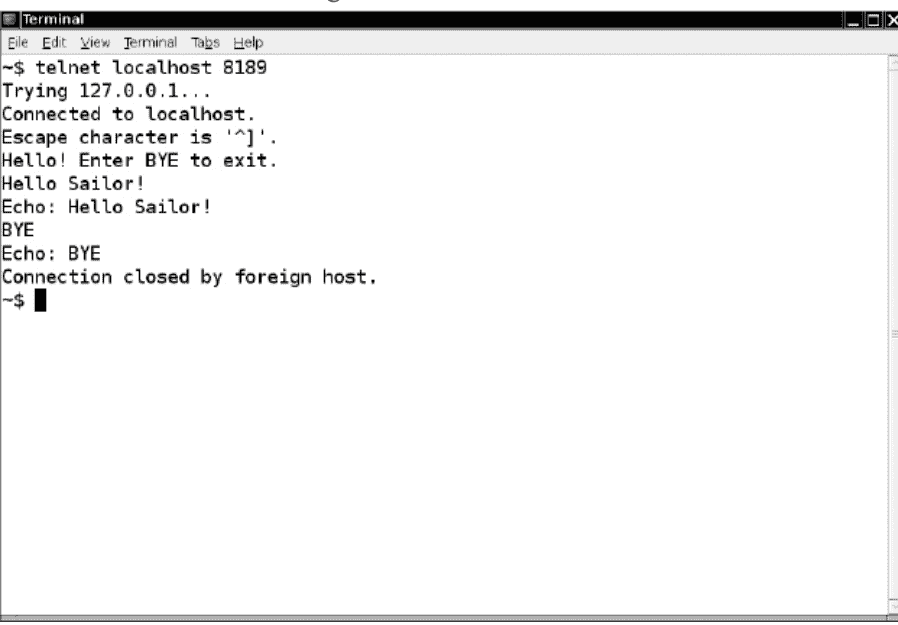 Terminal
File Edit View Terminal Tabs Help
~$ telnet localhost 8189
Trying 127.0.0.1...
Connected to localhost.
Escape character is '^]'.
Hello! Enter BYE to exit.
Hello Sailor!
Echo: Hello Sailor!
BYE
Echo: BYE
Connection closed by foreign host.
~$